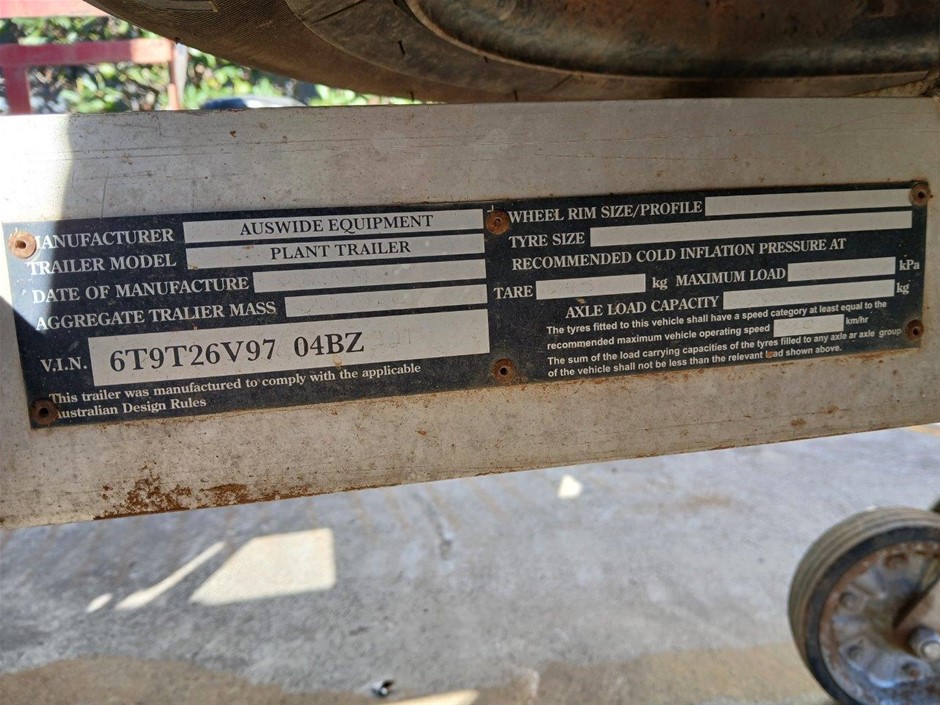 MANUFACTURER AUSWIDE EQUIPMENT
TRAILER MODEL PLANT TRAILER
DATE OF MANUFACTURE
AGGREGATE TRALIER MASS
V.I.N. 6T9T26V97 04BZ
This trailer was manufactured to comply with the applicable
Australian Design Rules
WHEEL RIM SIZE/PROFILE
TYRE SIZE
RECOMMENDED COLD INFLATION PRESSURE AT
TARE kg MAXIMUM LOAD kPa
AXLE LOAD CAPACITY kg
The tyres fitted to this vehicle shall have a speed category at least equal to the
recommended maximum vehicle operating speed km/hr
The sum of the load carrying capacities of the tyres fitted to any axle ar axle group
of the vehicle shall not be less than the relevant load shown above.